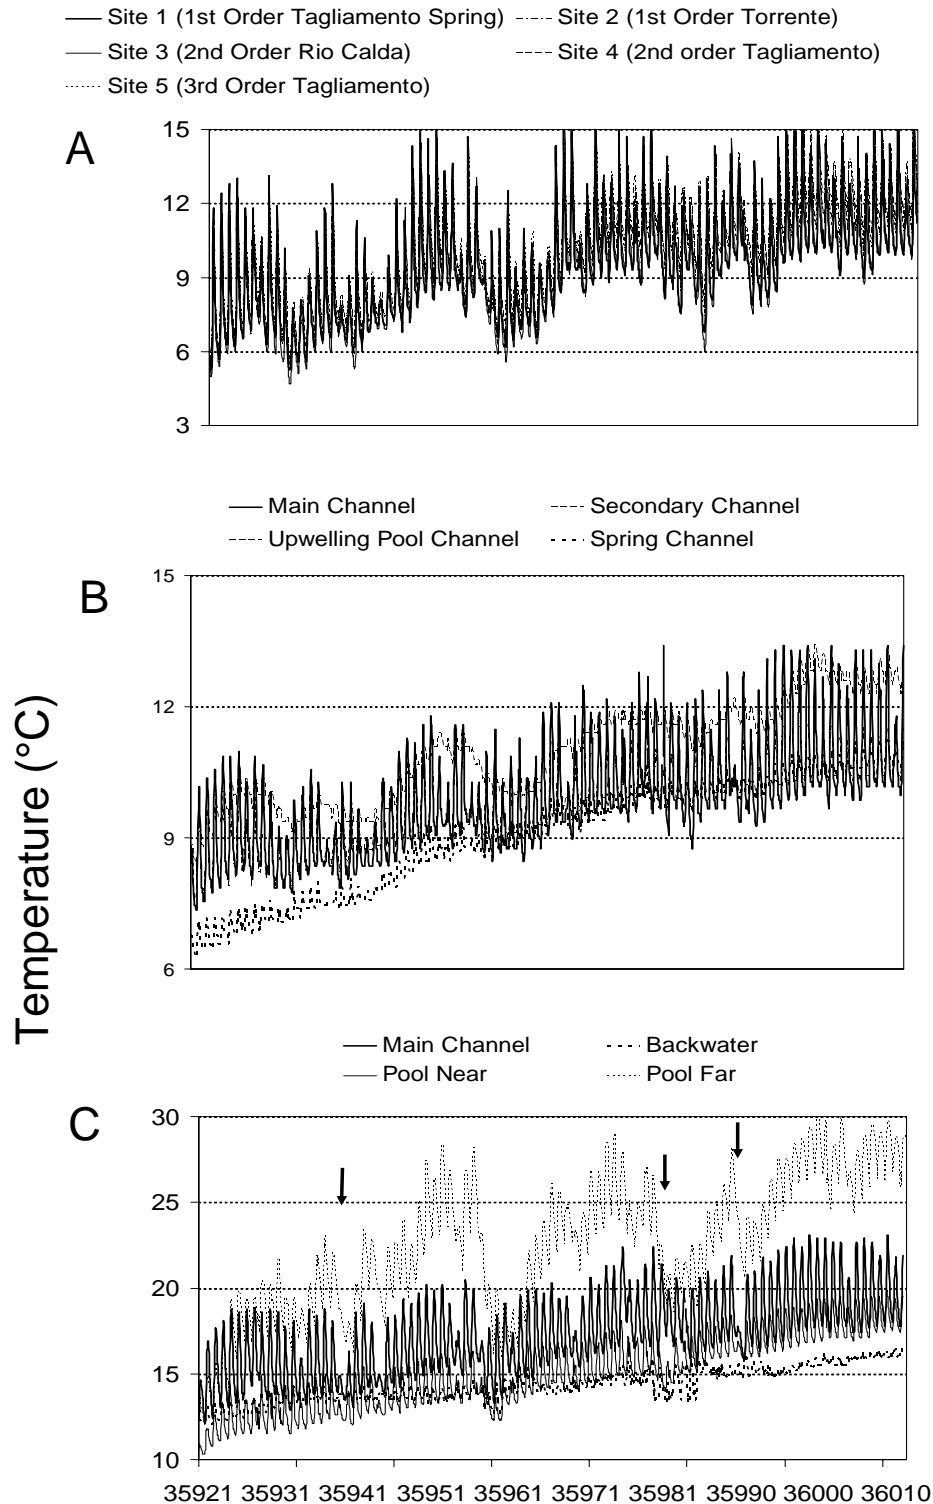 Site 1 (1st Order Tagliamento Spring) Site 2 (1st Order Torrente)
Site 3 (2nd Order Rio Calda) Site 4 (2nd order Tagliamento)
Site 5 (3rd Order Tagliamento)
A
15
12
9
6
3
Main Channel Secondary Channel
Upwelling Pool Channel Spring Channel
B
15
12
9
6
Temperature (°C)
Main Channel Backwater
Pool Near Pool Far
C
30
25
20
15
10
35921 35931 35941 35951 35961 35971 35981 35990 36000 36010